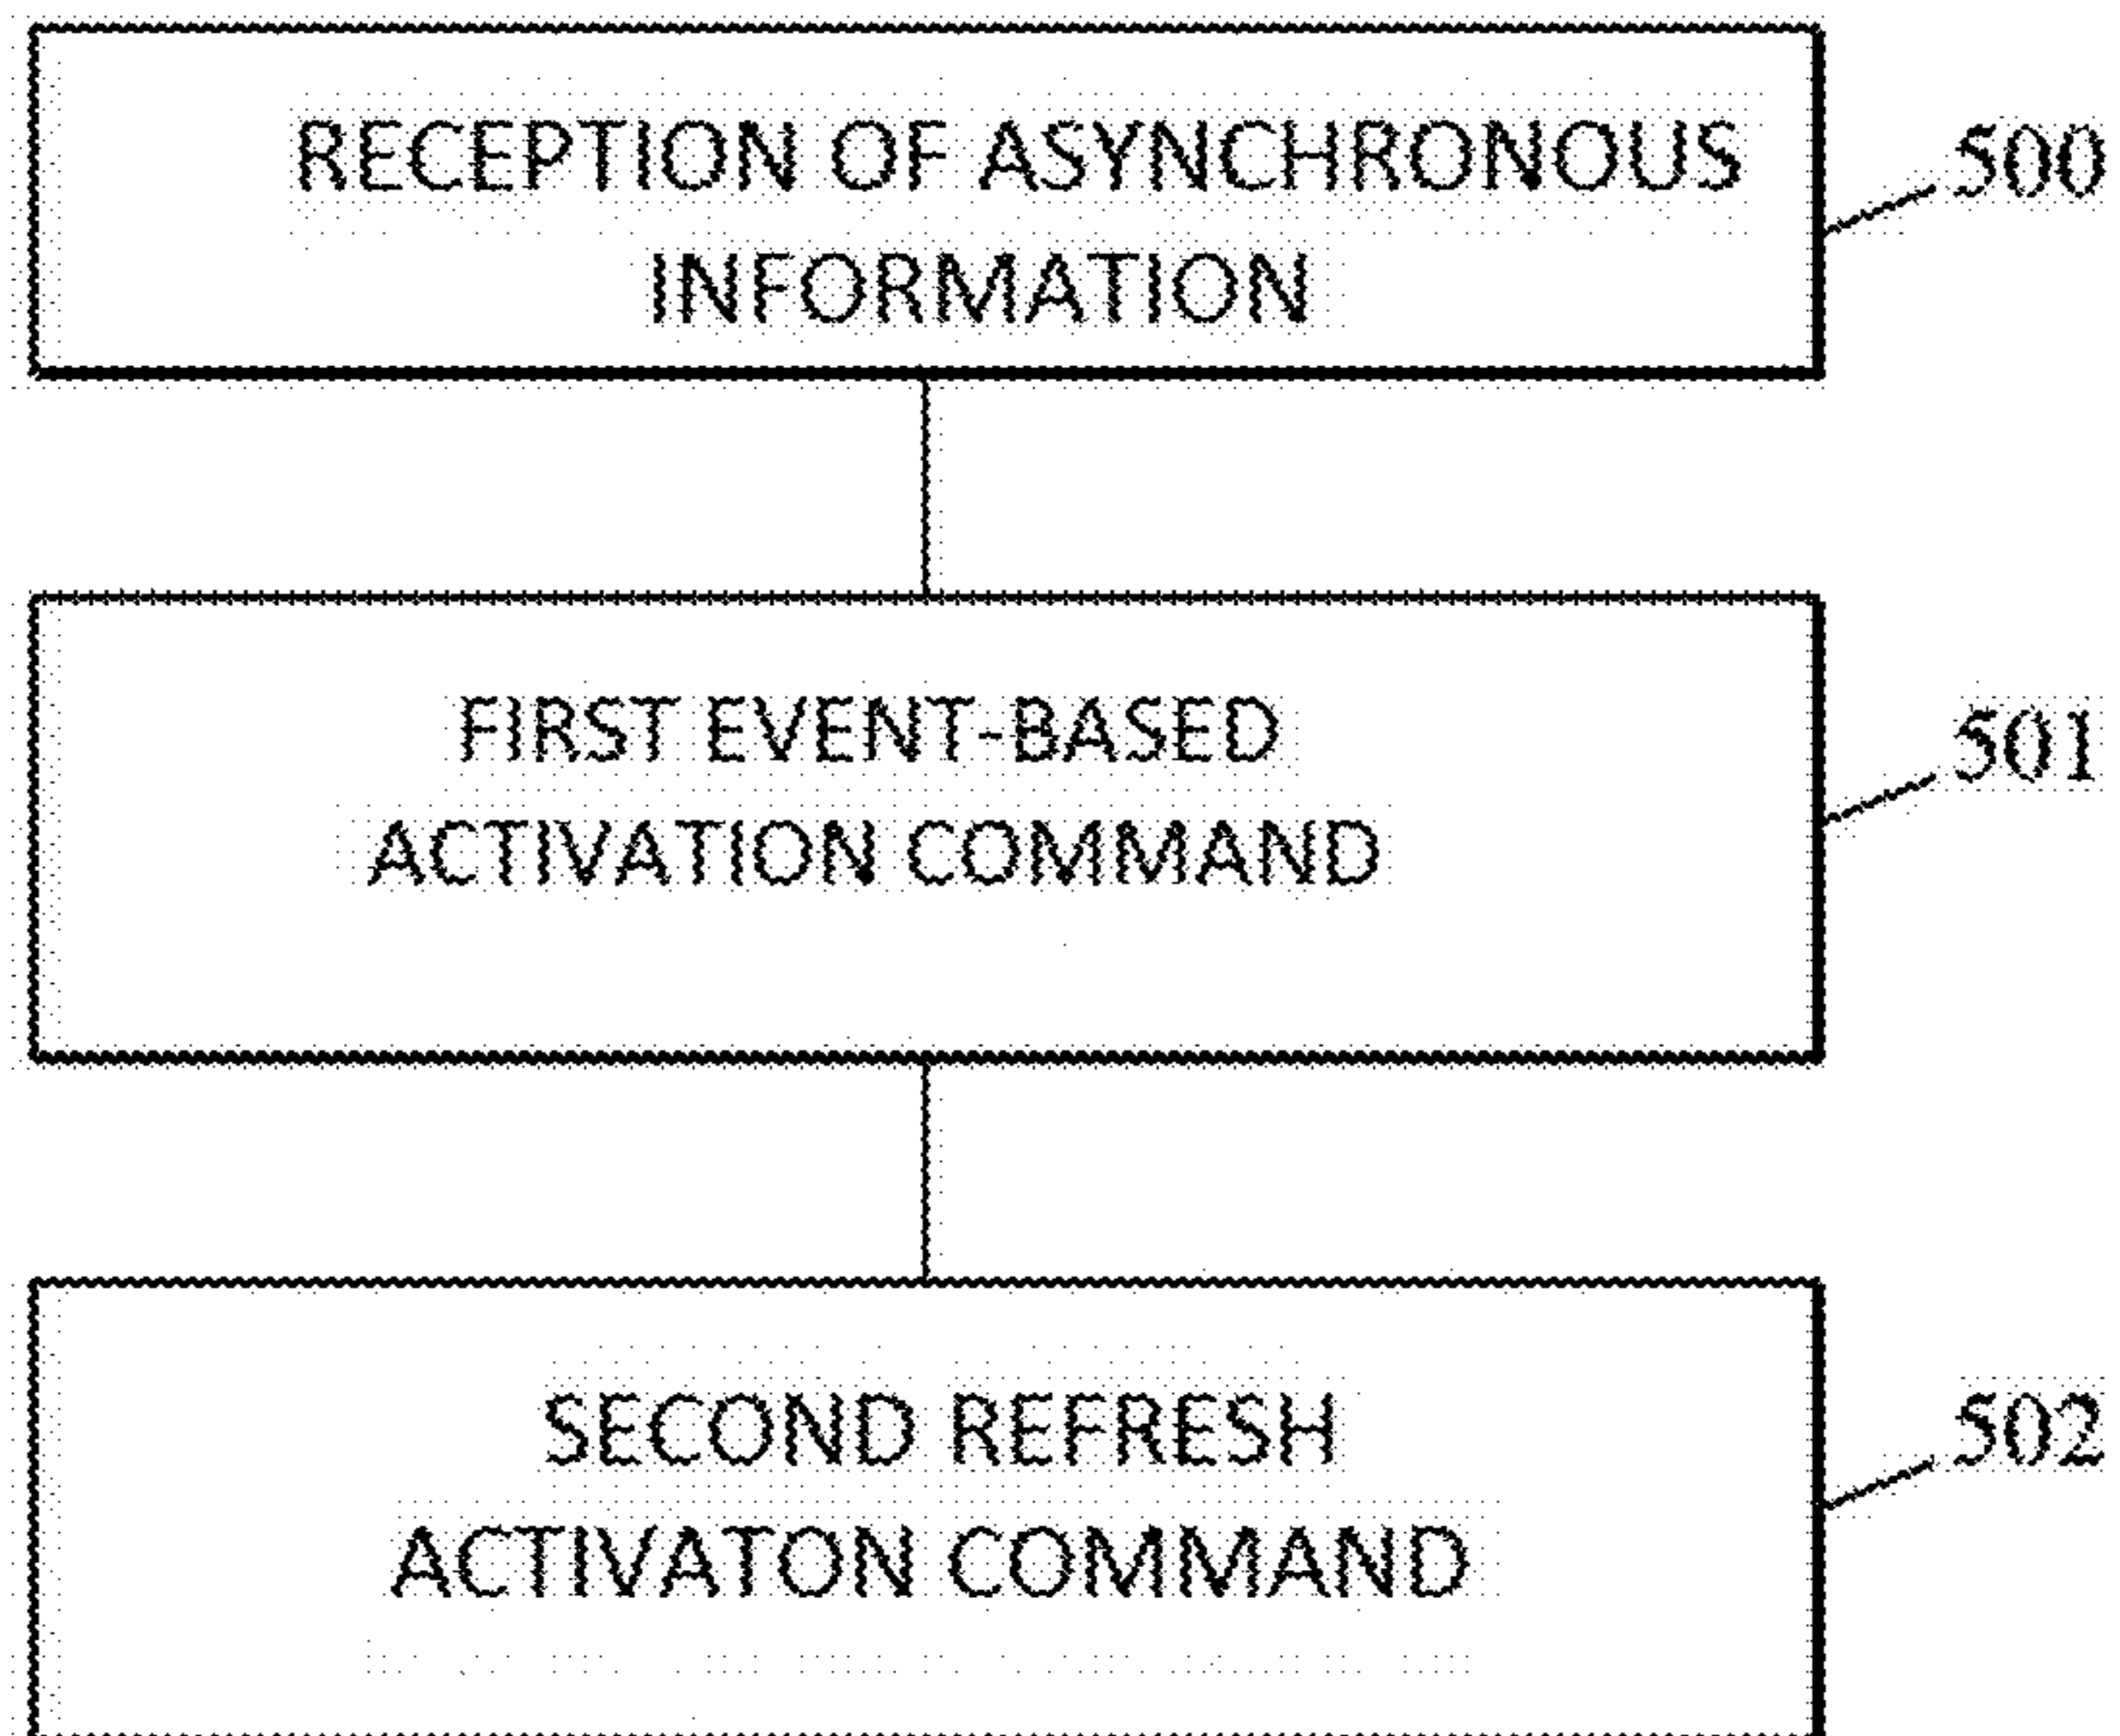 RECEPTION OF ASYNCHRONOUS
INFORMATION
500
FIRST EVENT-BASED
ACTIVATION COMMAND
501
SECOND REFRESH
ACTIVATON COMMAND
502